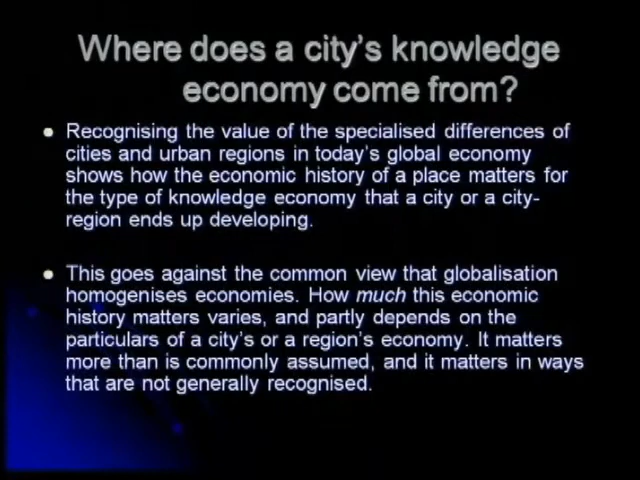 Where does a city's knowledge
economy come from?
● Recognising the value of the specialised differences of
cities and urban regions in today's global economy
shows how the economic history of a place matters for
the type of knowledge economy that a city or a city-
region ends up developing.
● This goes against the common view that globalisation
homogenises economies. How much this economic
history matters varies, and partly depends on the
particulars of a city's or a region's economy. It matters
more than is commonly assumed, and it matters in ways
that are not generally recognised.